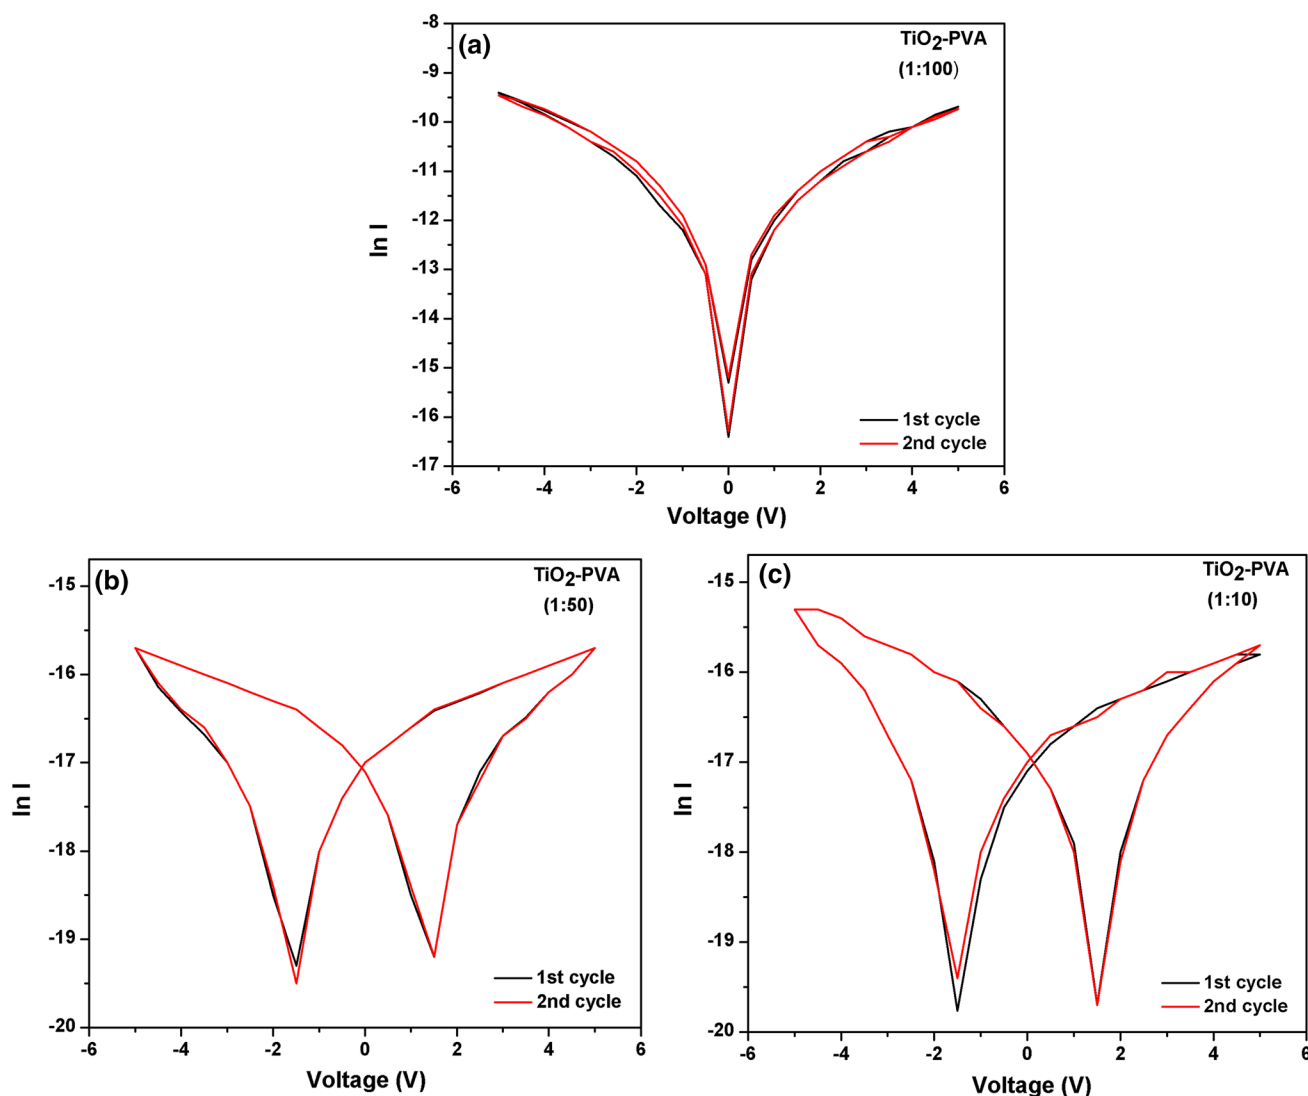 (a)
TiO2-PVA
(1:100)
-8
-9
-10
-11
-12
-13
-14
-15
-16
-17
ln I
-6 -4 -2 0 2 4 6
Voltage (V)
1st cycle
2nd cycle
(b)
TiO2-PVA
(1:50)
-15
-16
-17
-18
-19
-20
ln I
-6 -4 -2 0 2 4 6
Voltage (V)
1st cycle
2nd cycle
(c)
TiO2-PVA
(1:10)
-15
-16
-17
-18
-19
-20
ln I
-6 -4 -2 0 2 4 6
Voltage (V)
1st cycle
2nd cycle